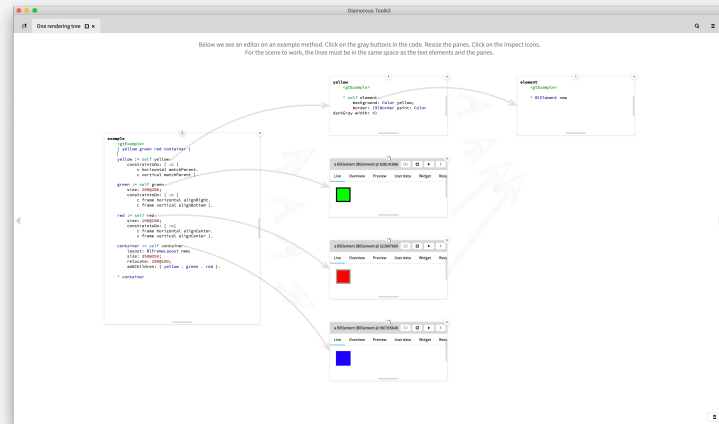 Glamorous Toolkit
One rendering tree
Below we see an editor on an example method. Click on the gray buttons in the code. Resize the panes. Click on the inspect icons.
For the scene to work, the lines must be in the same space as the text elements and the panes.
yellow
<gtExample>
^ self element
background: Color yellow;
border: (BlBorder paint: Color
darkGray width: 4)
element
<gtExample>
^ BlElement new
example
<gtExample>
| yellow green red container |
yellow := self yellow
constraintsDo: [ :c |
c horizontal matchParent.
c vertical matchParent ].
green := self green
size: 200@200;
constraintsDo: [ :c |
c frame horizontal alignRight.
c frame vertical alignBottom ].
red := self red
size: 100@100;
constraintsDo: [ :c|
c frame horizontal alignCenter.
c frame vertical alignCenter ].
container := self container
layout: BlFrameLayout new;
size: 350@350;
relocate: 200@100;
addChildren: { yellow . green . red }.
^ container
a BlElement (BlElement @
Live Overview Preview User data Widget
a BlElement (BlElement @
Live Overview Preview User data Widget
a BlElement (BlElement @
Live Overview Preview User data Widget